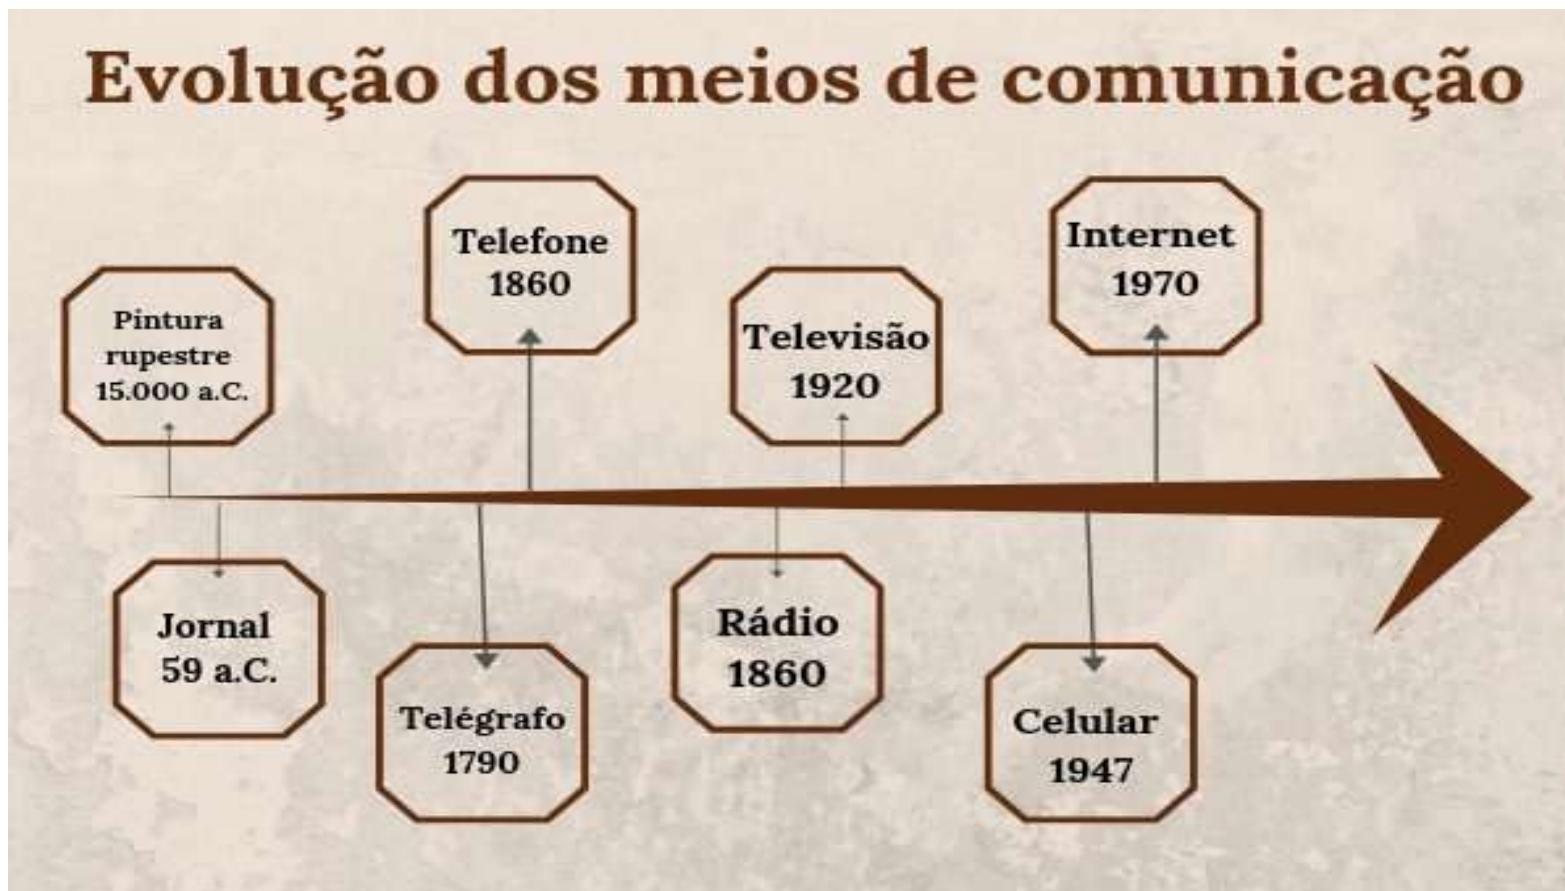 Evolução dos meios de comunicação
Pintura
rupestre
15.000 a.C.
Jornal
59 a.C.
Telégrafo
1790
Telefone
1860
Rádio
1860
Televisão
1920
Celular
1947
Internet
1970